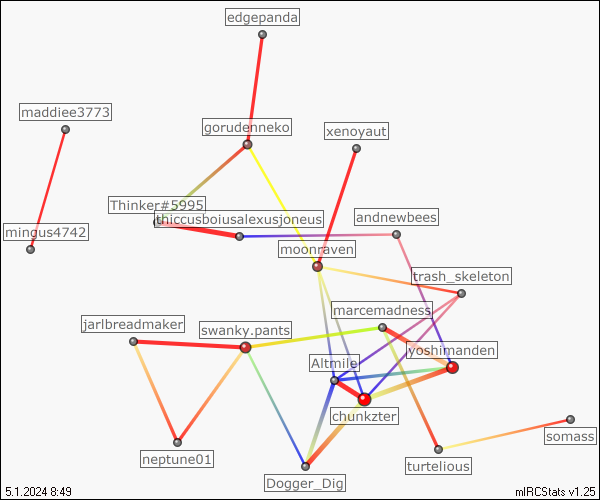 edgepanda
maddiee3773
gorudenneko
xenoyaut
Thinker#5995
thiccusboiusalexusjoneus
andnewbees
mingus4742
moonraven
trash_skeleton
marcemadness
jarlbreadmaker
swanky.pants
yoshimanden
Altmile
chunkzter
somass
neptune01
turtelious
Dogger_Dig
5.1.2024 8:49
mIRCStats v1.25